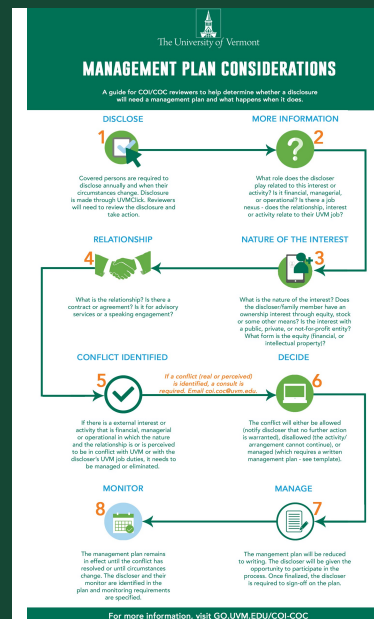 The University of Vermont
MANAGEMENT PLAN CONSIDERATIONS
A guide for COI/COC reviewers to help determine whether a disclosure
will need a management plan and what happens when it does.
DISCLOSE
1
Covered persons are required to
disclose annually and when their
circumstances change. Disclosure
is made through UVMClick. Reviewers
will need to review the disclosure and
take action.
MORE INFORMATION
2
What role does the discloser
play related to this interest or
activity? Is it financial, managerial,
or operational? Is there a job
nexus - does the relationship, interest
or activity relate to their UVM job?
NATURE OF THE INTEREST
3
What is the nature of the interest? Does
the discloser/family member have an
ownership interest through equity, stock
or some other means? Is the interest with
a public, private, or not-for-profit entity?
What form is the equity (financial, or
intellectual property)?
RELATIONSHIP
4
What is the relationship? Is there a
contract or agreement? Is it for advisory
services or a speaking engagement?
CONFLICT IDENTIFIED
5
If there is a external interest or
activity that is financial, managerial
or operational in which the nature
and the relationship is or is perceived
to be in conflict with UVM or with the
discloser's UVM job duties, it needs to
be managed or eliminated.
If a conflict (real or perceived)
is identified, a consult is
required. Email coi.coc@uvm.edu.
DECIDE
6
The conflict will either be allowed
(notify discloser that no further action
is warranted), disallowed (the activity/
arrangement cannot continue), or
managed (which requires a written
management plan - see template).
MANAGE
7
The mangement plan will be reduced
to writing. The discloser will be given the
opportunity to participate in the
process. Once finalized, the discloser
is required to sign-off on the plan.
MONITOR
8
The management plan remains
in effect until the conflict has
resolved or until circumstances
change. The discloser and their
monitor are identified in the
plan and monitoring requirements
are specified.
For more information, visit GO.UVM.EDU/COI-COC